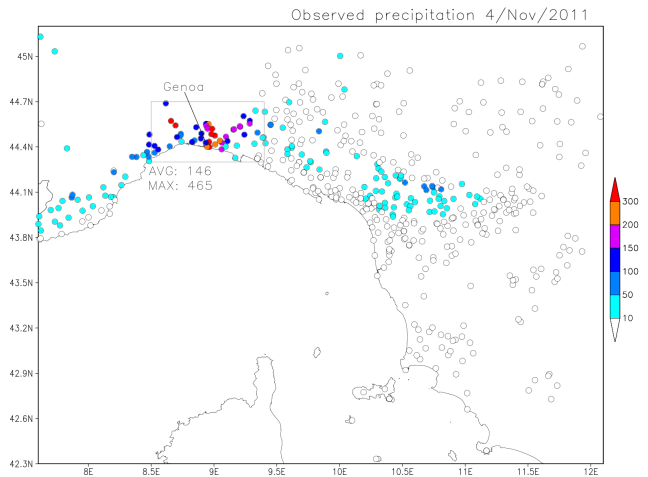 Observed precipitation 4/Nov/2011
45N
44.7N
44.4N
44.1N
43.8N
43.5N
43.2N
42.9N
42.6N
42.3N
Genoa
AVG: 146
MAX: 465
300
200
150
100
50
10
8E
8.5E
9E
9.5E
10E
10.5E
11E
11.5E
12E